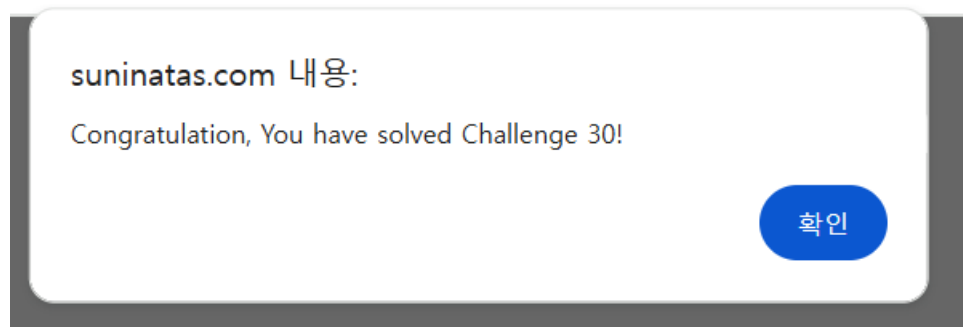 suninatas.com 내용:
Congratulation, You have solved Challenge 30!
확인